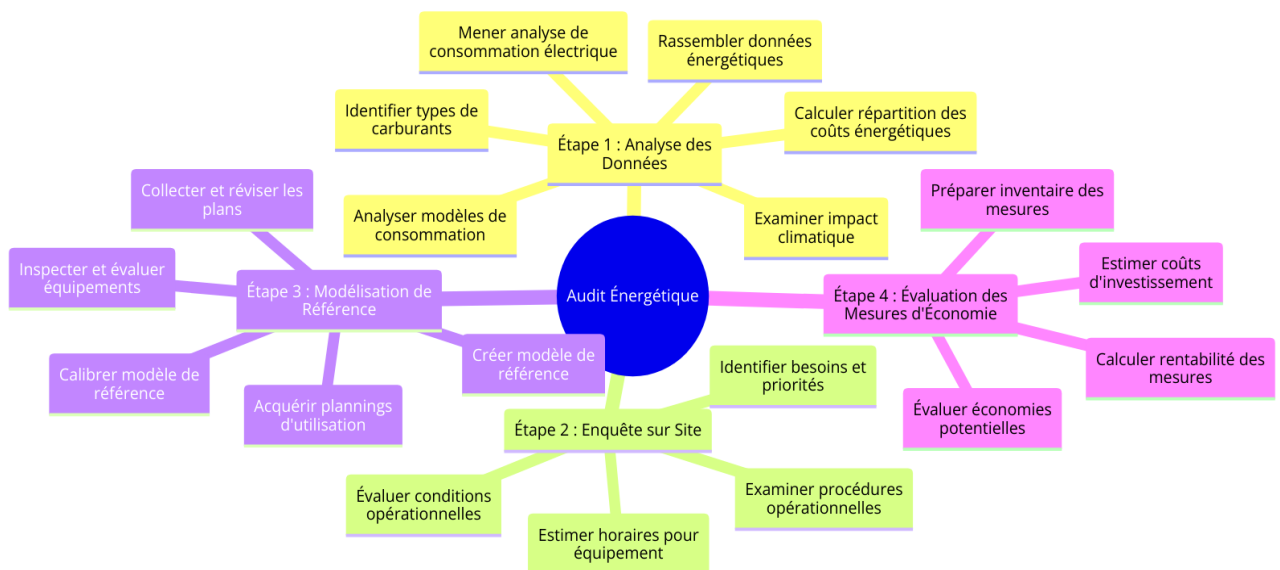 Mener analyse de
consommation électrique
Rassembler données
énergétiques
Identifier types de
carburants
Calculer répartition des
coûts énergétiques
Étape 1 : Analyse des
Données
Analyser modèles de
consommation
Examiner impact
climatique
Collecter et réviser les
plans
Inspecter et évaluer
équipements
Étape 3 : Modélisation de
Référence
Calibrer modèle de
référence
Acquérir plannings
d'utilisation
Créer modèle de
référence
Audit Énergétique
Préparer inventaire des
mesures
Estimer coûts
d'investissement
Étape 4 : Évaluation des
Mesures d'Économie
Calculer rentabilité des
mesures
Évaluer économies
potentielles
Identifier besoins et
priorités
Étape 2 : Enquête sur Site
Évaluer conditions
opérationnelles
Estimer horaires pour
équipement
Examiner procédures
opérationnelles